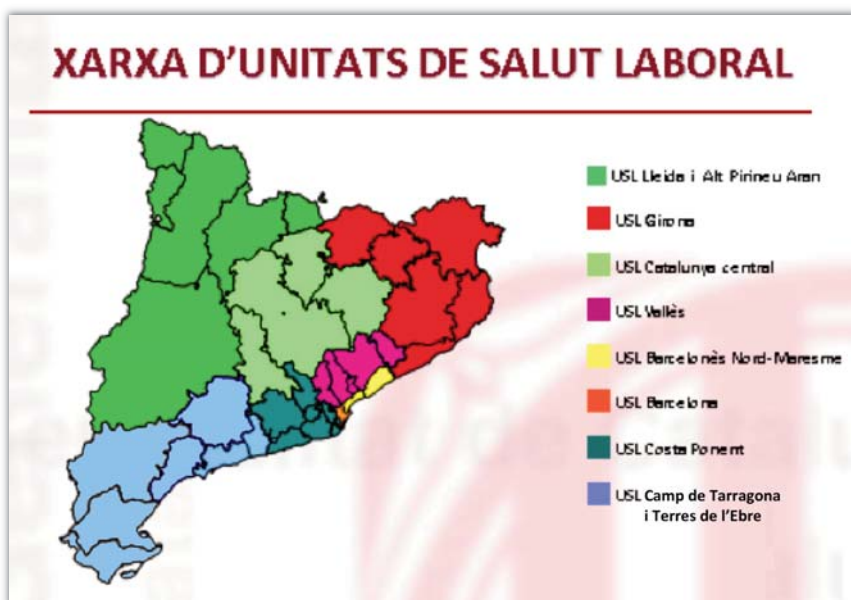 XARXA D'UNITATS DE SALUT LABORAL
USL Lleida i Alt Pirineu Aran
USL Girona
USL Catalunya central
USL Vallès
USL Barcelonès Nord-Maresme
USL Barcelona
USL Costa Ponent
USL Camp de Tarragona
i Terres de l'Ebre